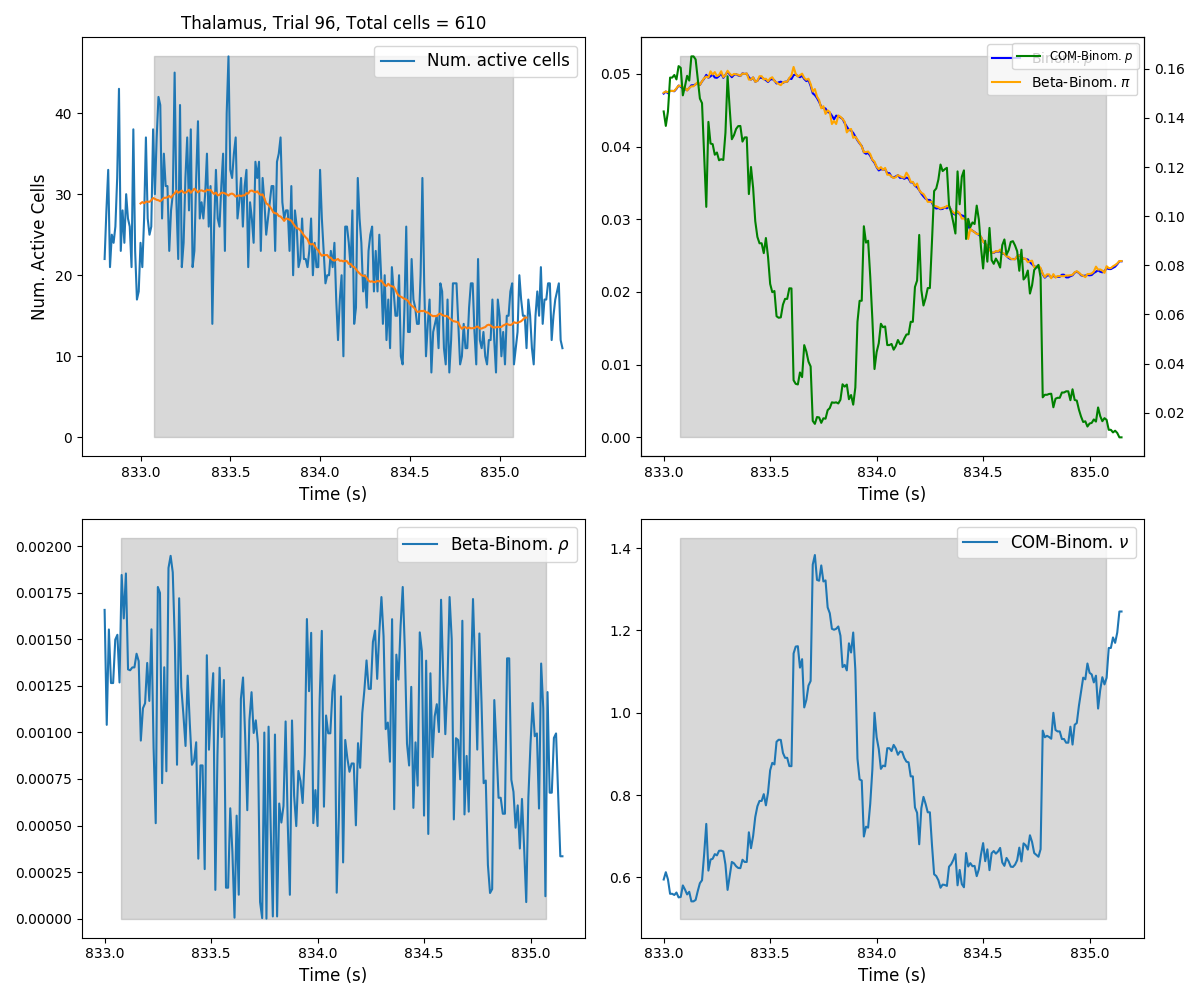 Thalamus, Trial 96, Total cells = 610
Num. active cells
Num. Active Cells
40
30
20
10
0
833.0 833.5 834.0 834.5 835.0
Time (s)
COM-Binom. p
Beta-Binom. π
0.05
0.04
0.03
0.02
0.01
0.00
0.16
0.14
0.12
0.10
0.08
0.06
0.04
0.02
833.0 833.5 834.0 834.5 835.0
Time (s)
Beta-Binom. ρ
0.00200
0.00175
0.00150
0.00125
0.00100
0.00075
0.00050
0.00025
0.00000
833.0 833.5 834.0 834.5 835.0
Time (s)
COM-Binom. ν
1.4
1.2
1.0
0.8
0.6
833.0 833.5 834.0 834.5 835.0
Time (s)